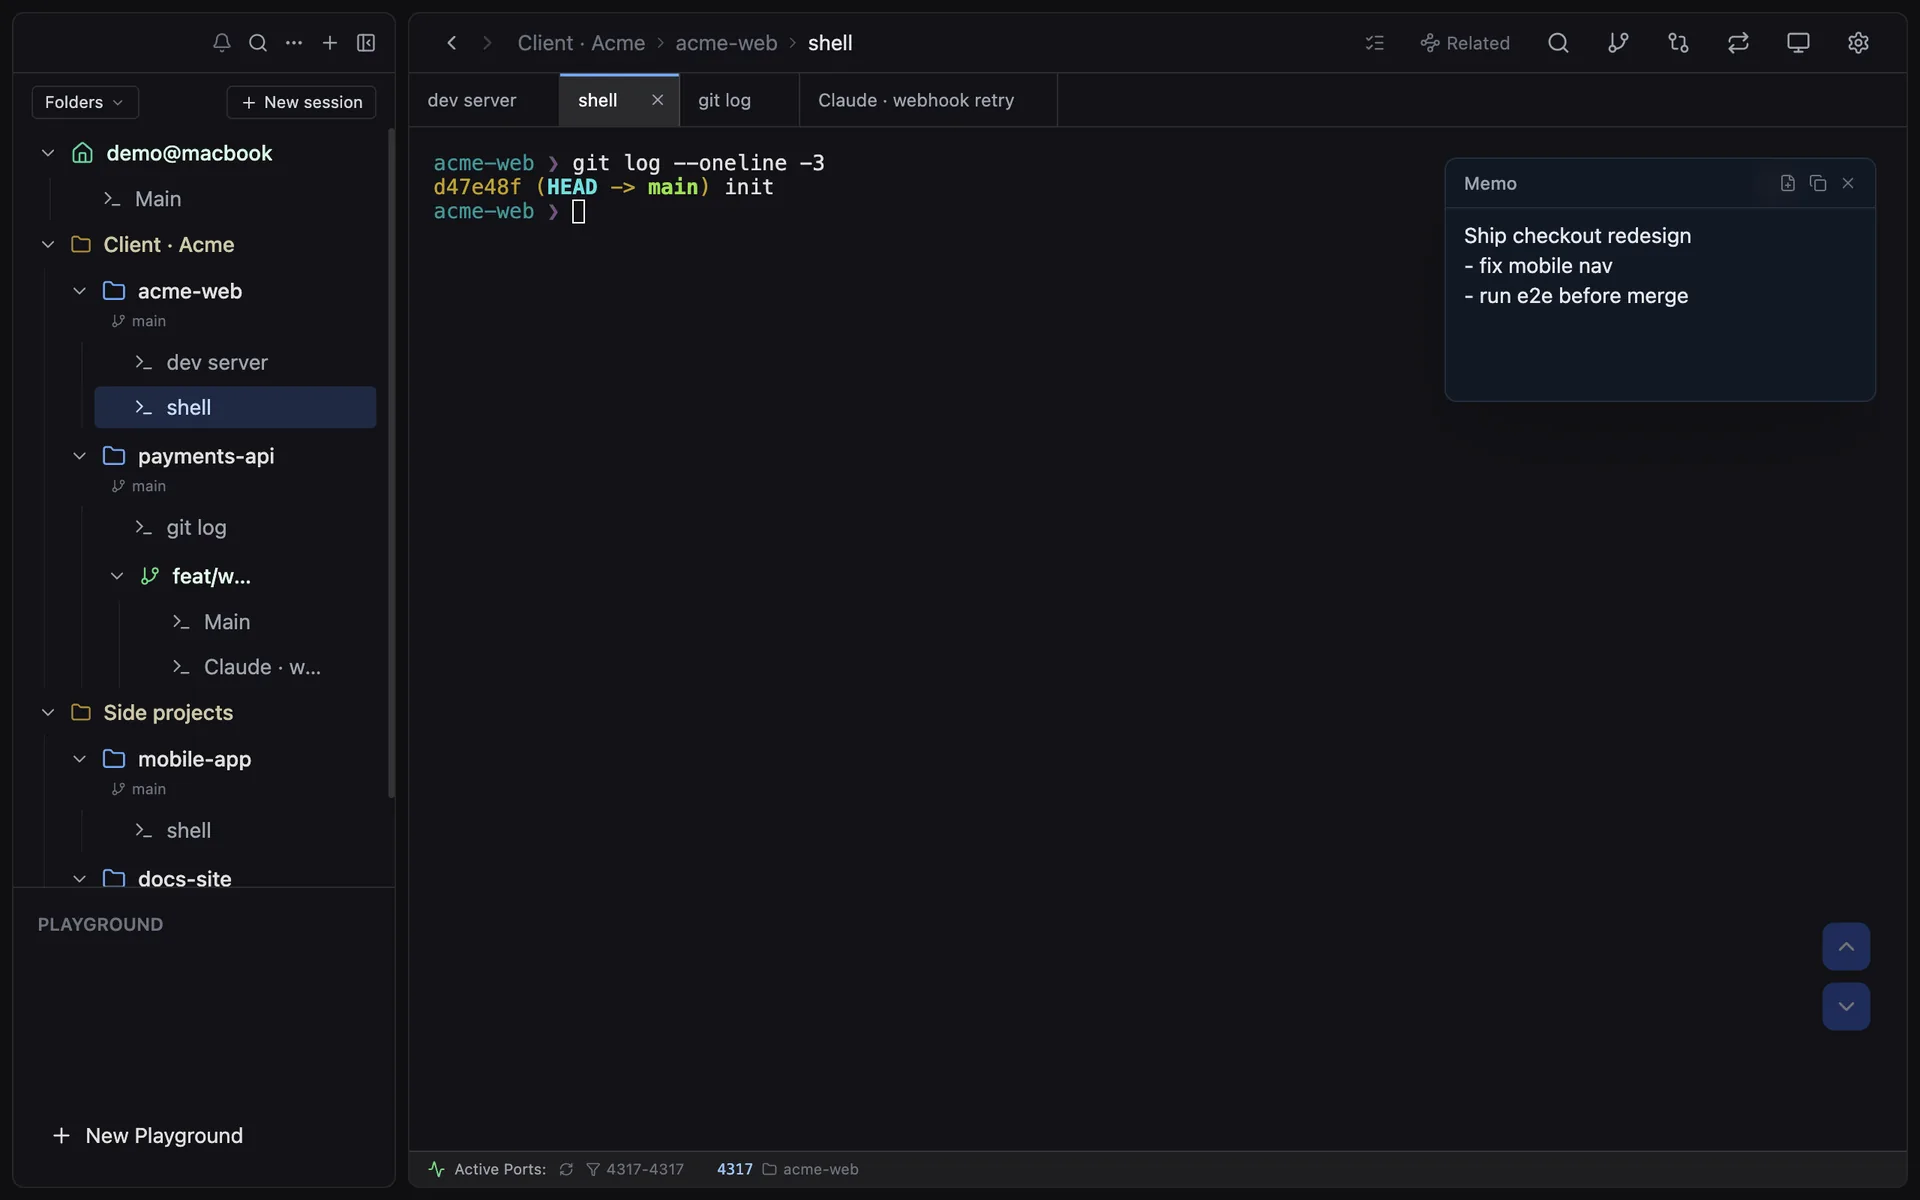 Folders
+ New session
demo@macbook
Main
Client · Acme
acme-web
main
dev server
shell
payments-api
main
git log
feat/w...
Main
Claude · w...
Side projects
mobile-app
main
shell
docs-site
PLAYGROUND
+ New Playground
Client · Acme > acme-web > shell
Related
dev server
shell
git log
Claude · webhook retry
acme-web ❯ git log --oneline -3
d47e48f (HEAD -> main) init
acme-web ❯
Memo
Ship checkout redesign
- fix mobile nav
- run e2e before merge
Active Ports: 4317-4317 4317 acme-web